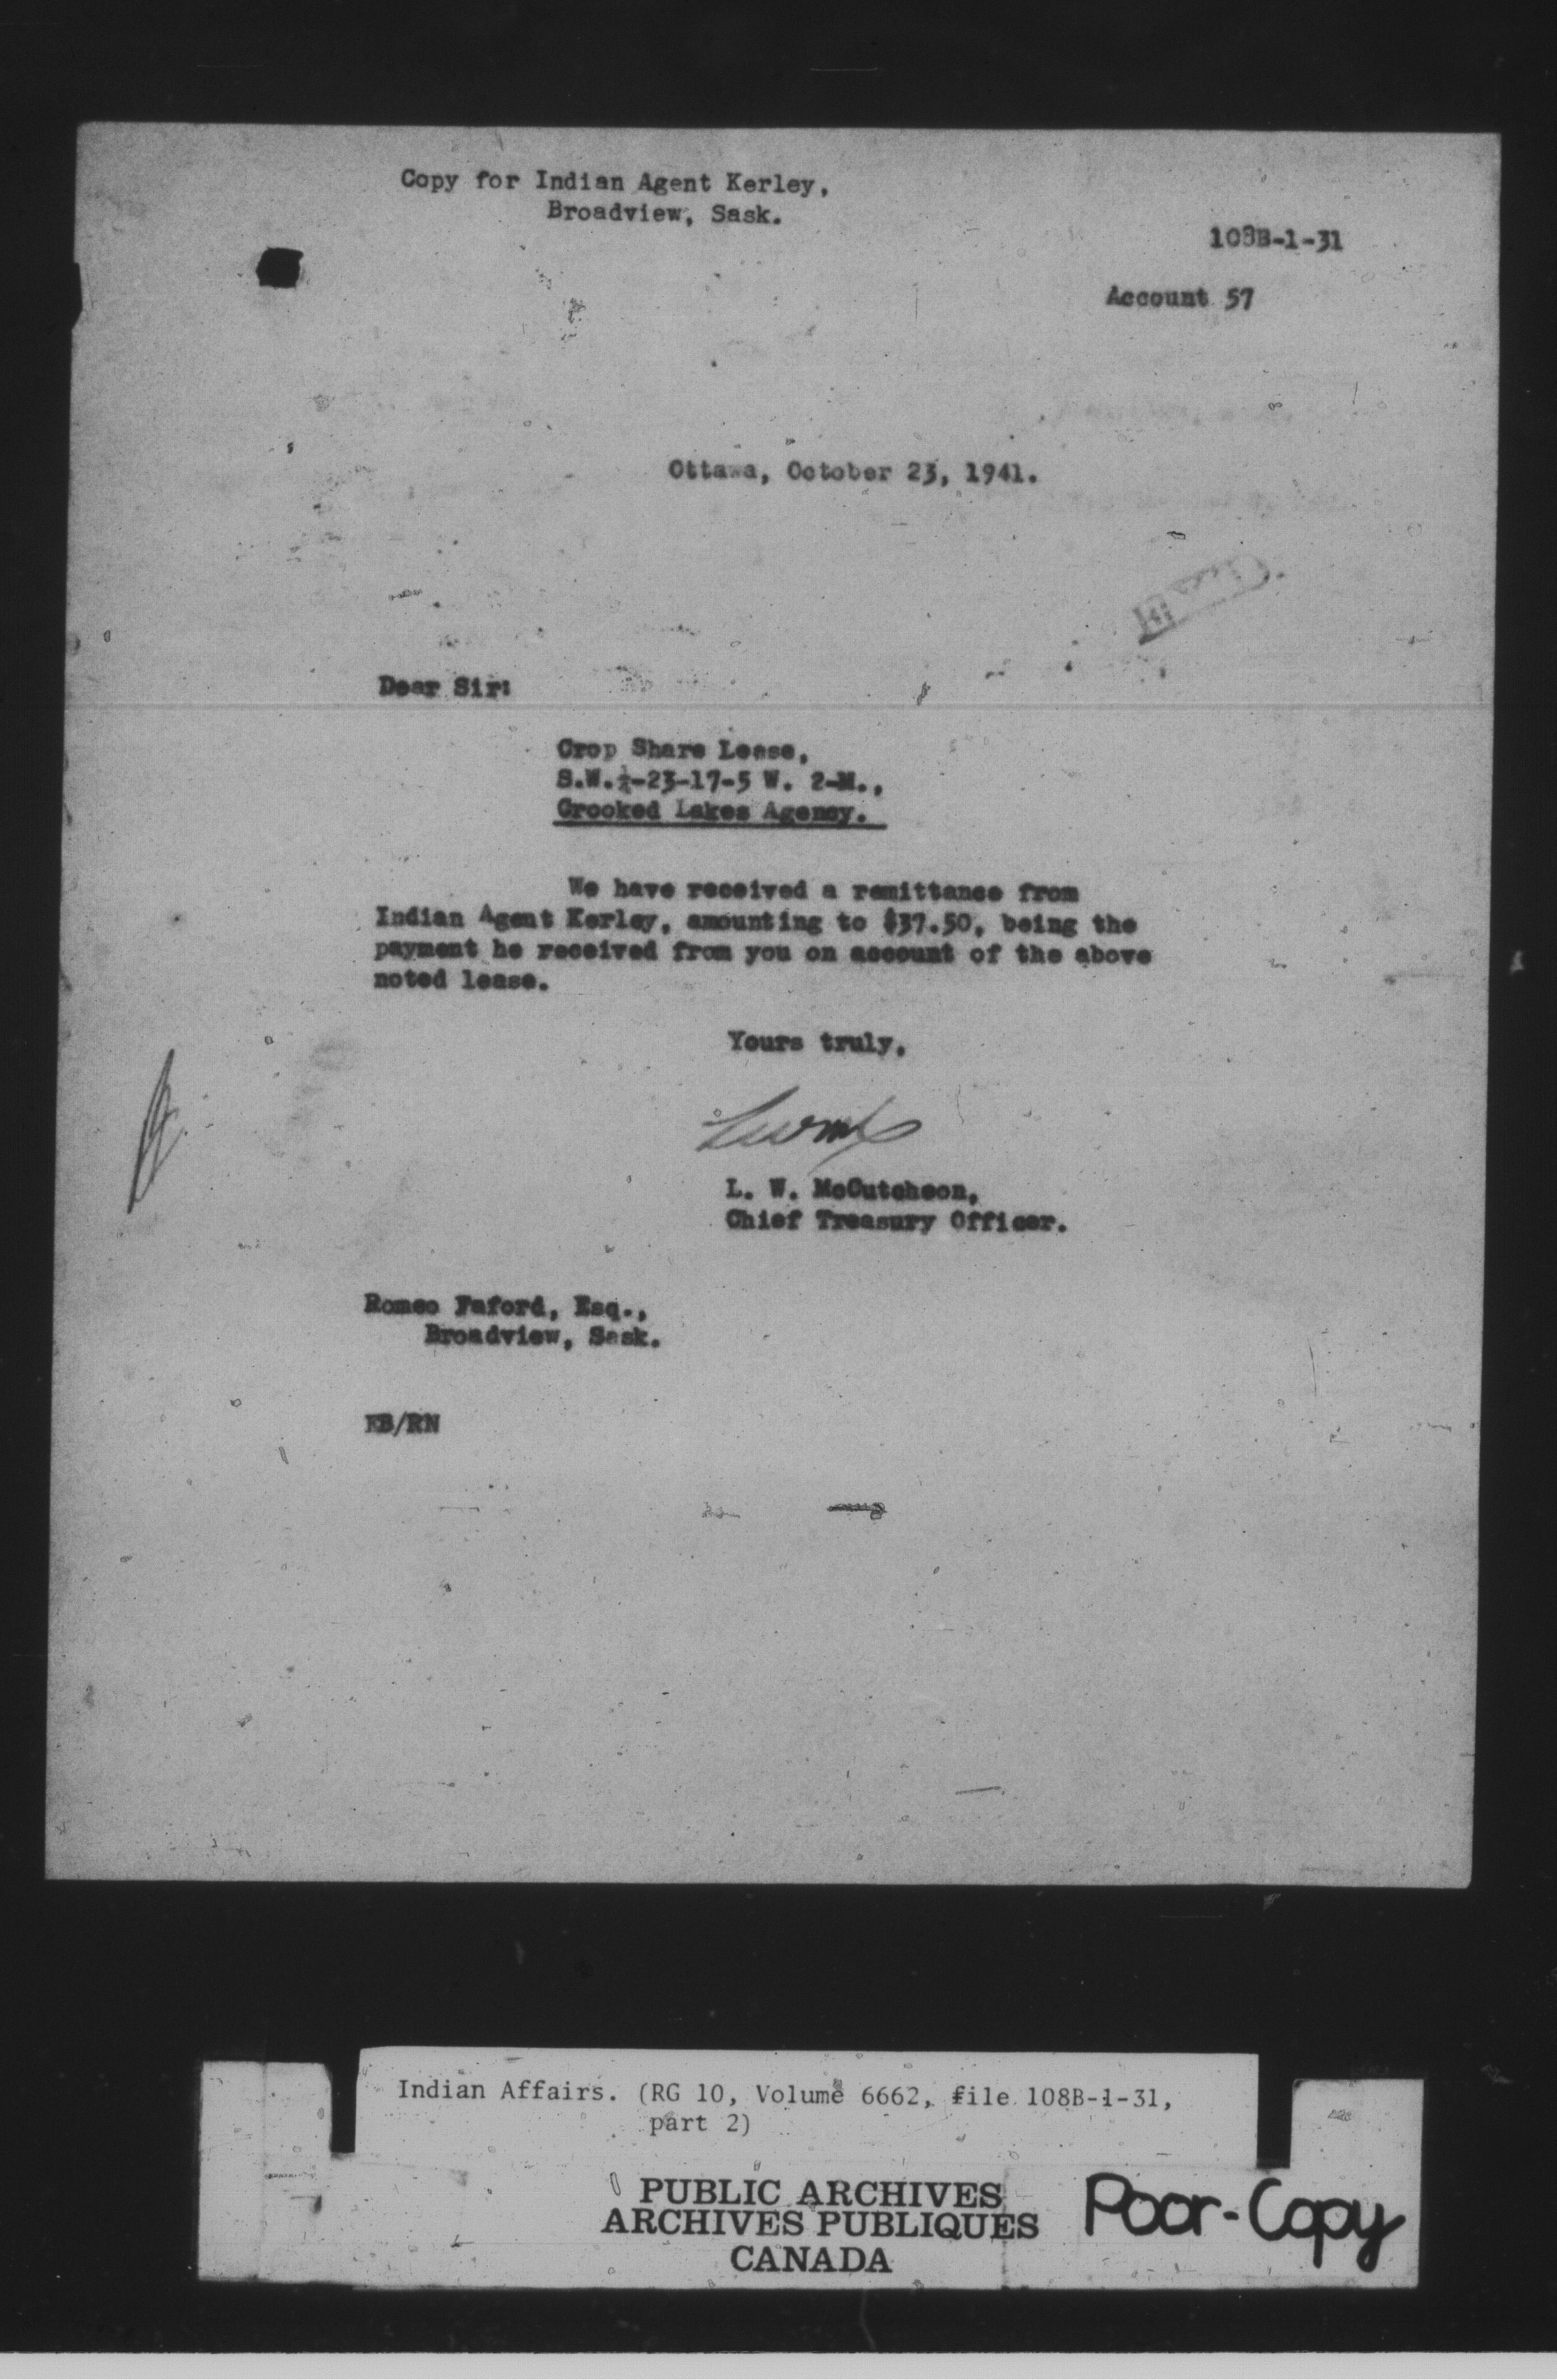 Copy for Indian Agent Kerley,
Broadview, Sask.
108B-1-31
Account 57
Ottawa, October 23, 1941.
Dear Sir:
Crop Share Lease,
S.W.¼-23-17-5 W. 2-M.,
Crooked Lakes Agency.
We have received a remittance from
Indian Agent Kerley, amounting to $37.50, being the
payment he received from you on account of the above
noted lease.
Yours truly,
L. W. McCutcheon,
Chief Treasury Officer.
Romeo Faford, Esq.,
Broadview, Sask.
EB/RN
Indian Affairs. (RG 10, Volume 6662, file 108B-1-31,
part 2)
PUBLIC ARCHIVES
ARCHIVES PUBLIQUES
CANADA
Poor-Copy